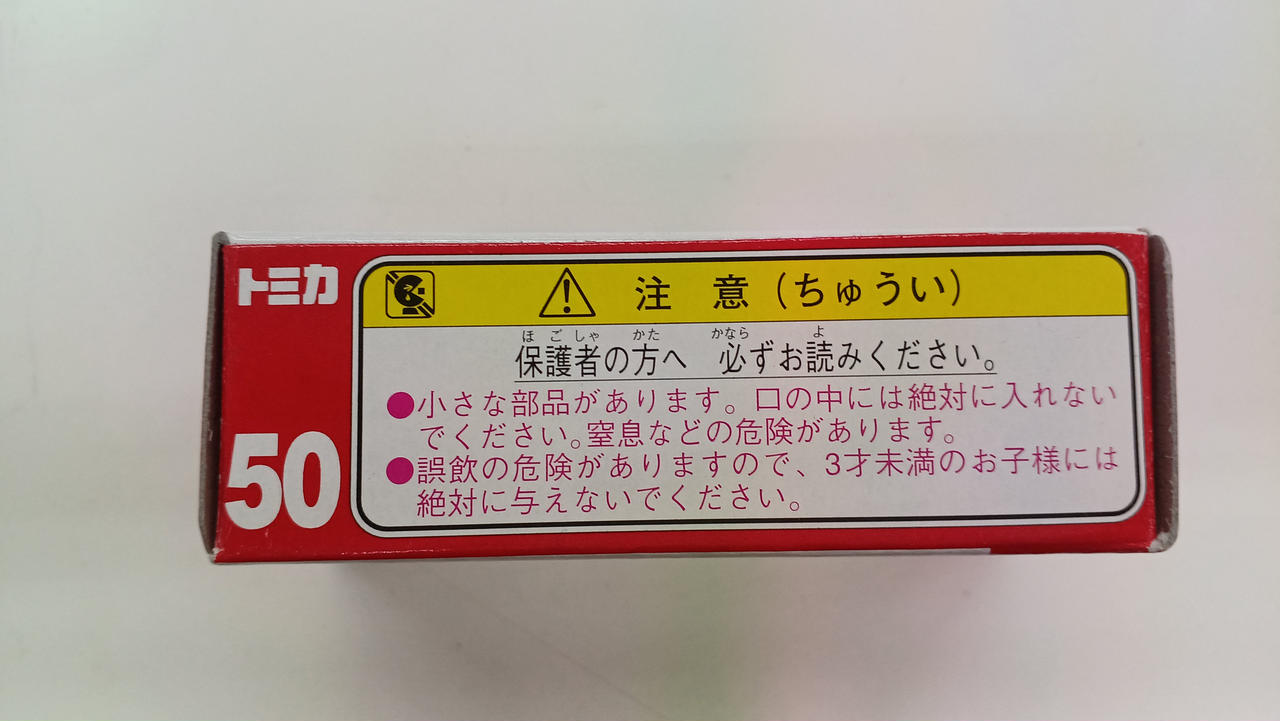 トミカ
50
注 意（ちゅうい）
ほごしゃ かた かなら よ
保護者の方へ 必ずお読みください。
●小さな部品があります。口の中には絶対に入れない
でください。窒息などの危険があります。
●誤飲の危険がありますので、3才未満のお子様には
絶対に与えないでください。